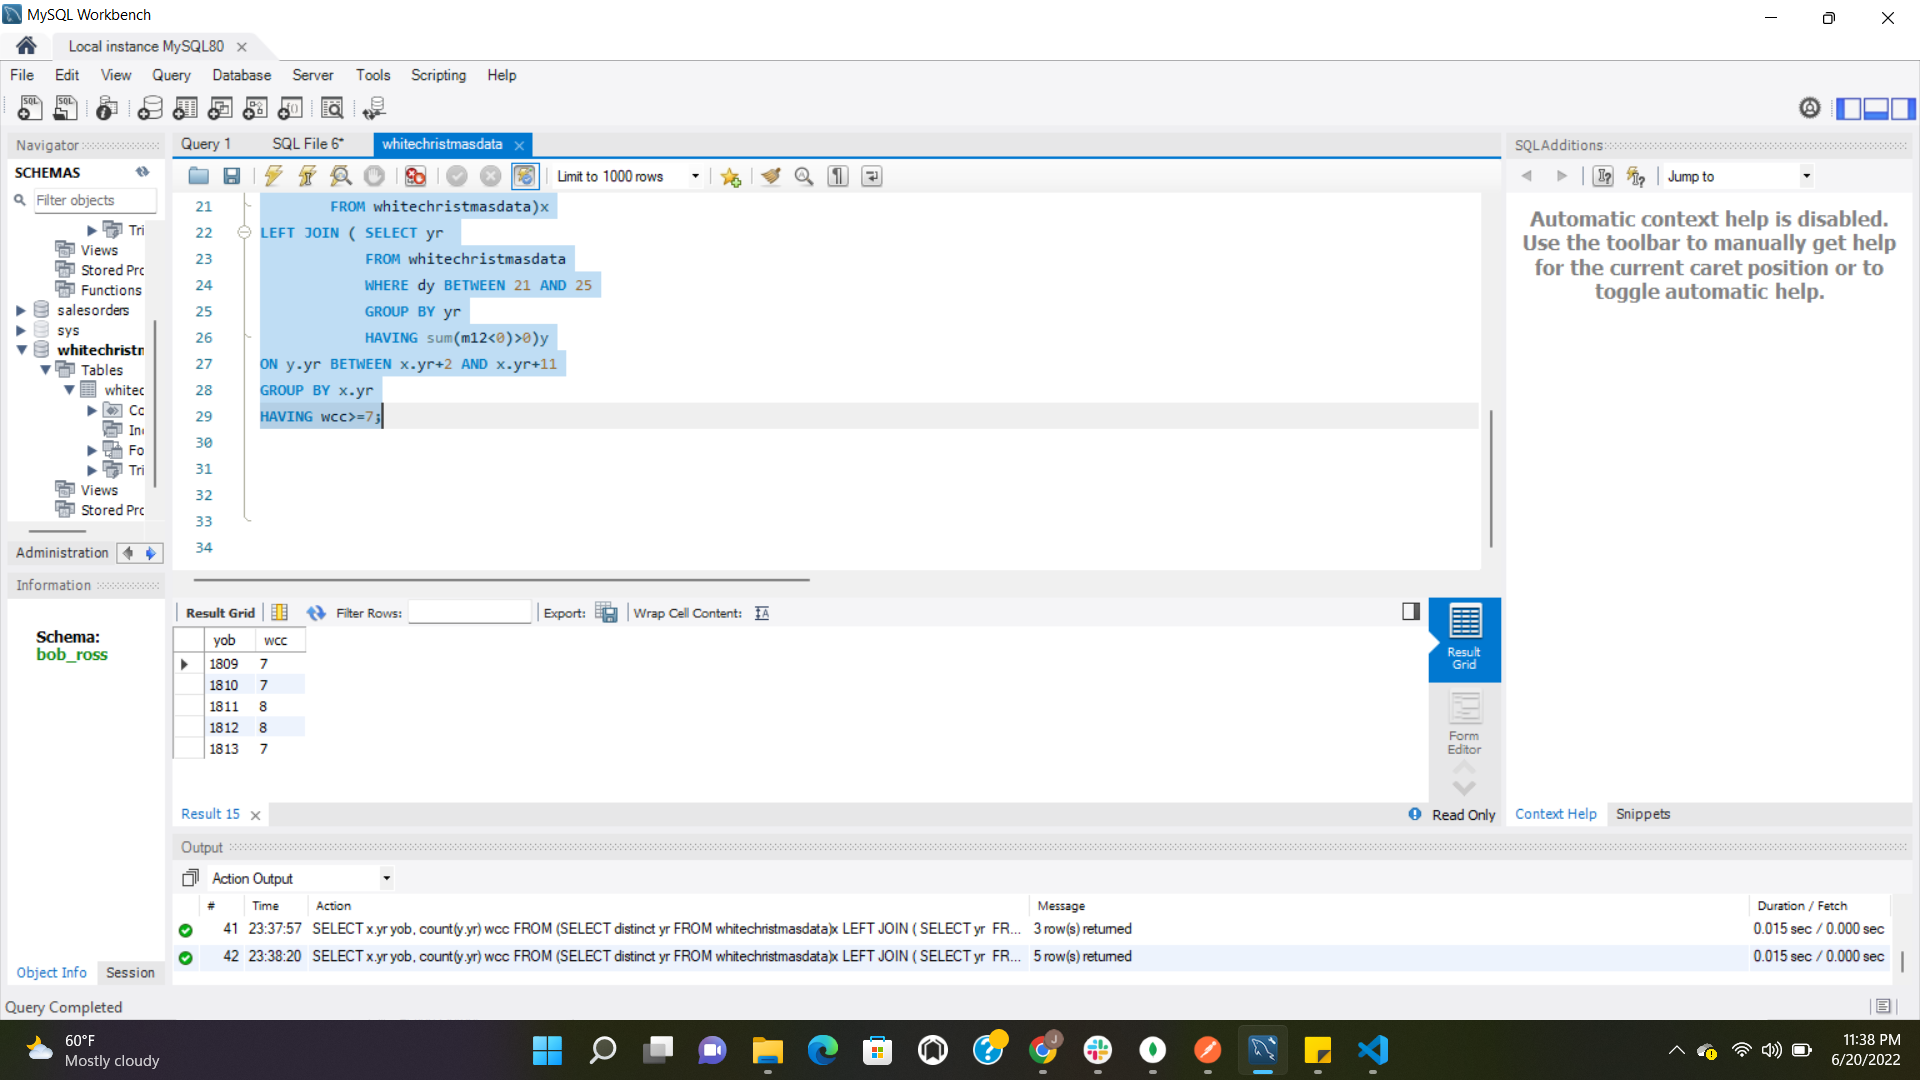 MySQL Workbench
Local instance MySQL80
File Edit View Query Database Server Tools Scripting Help
Navigator
SCHEMAS
Filter objects
Tri
Views
Stored Prc
Functions
salesorders
sys
whitechristn
Tables
whitec
Co
In
Fo
Tri
Views
Stored Prc
Administration
Information
Schema:
bob_ross
Object Info Session
Query 1 SQL File 6* whitechristmasdata
Limit to 1000 rows
21 FROM whitechristmasdata)x
22 LEFT JOIN ( SELECT yr
23 FROM whitechristmasdata
24 WHERE dy BETWEEN 21 AND 25
25 GROUP BY yr
26 HAVING sum(m12<0)>0)y
27 ON y.yr BETWEEN x.yr+2 AND x.yr+11
28 GROUP BY x.yr
29 HAVING wcc>=7;
30
31
32
33
34
Result Grid Filter Rows: Export: Wrap Cell Content:
yob wcc
1809 7
1810 7
1811 8
1812 8
1813 7
Result Grid
Form Editor
Result 15
Read Only
SQLAdditions
Jump to
Automatic context help is disabled.
Use the toolbar to manually get help
for the current caret position or to
toggle automatic help.
Context Help Snippets
Output
Action Output
# Time Action Message Duration / Fetch
41 23:37:57 SELECT x.yr yob, count(y.yr) wcc FROM (SELECT distinct yr FROM whitechristmasdata)x LEFT JOIN ( SELECT yr FR... 3 row(s) returned 0.015 sec / 0.000 sec
42 23:38:20 SELECT x.yr yob, count(y.yr) wcc FROM (SELECT distinct yr FROM whitechristmasdata)x LEFT JOIN ( SELECT yr FR... 5 row(s) returned 0.015 sec / 0.000 sec
Query Completed
60°F
Mostly cloudy
J
11:38 PM
6/20/2022